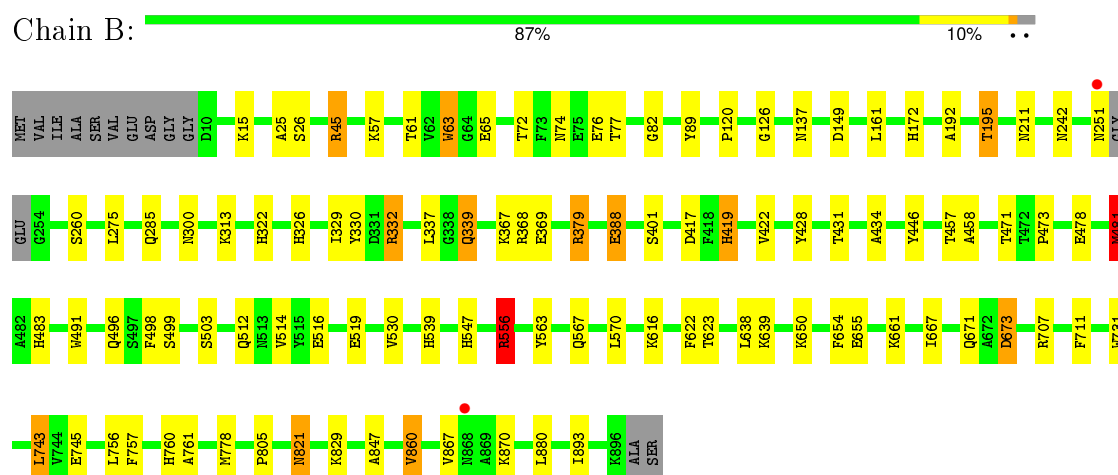 Chain B:
87% 10% • •
MET VAL ILE ALA SER VAL GLU ASP GLY GLY D10 K15 A25 S26 R45 K57 T61 V62 W63 G64 E65 T72 F73 N74 E75 E76 T77 G82 Y89 P120 G126 N137 D149 L161 H172 A192 T195 N211 N242 N251 GLY
GLU G254 S260 L275 Q285 N300 K313 H322 H326 I329 Y330 D331 R332 L337 G338 Q339 K367 R368 E369 R379 E388 S401 D417 F418 H419 V422 Y428 T431 A434 Y446 T457 A458 T471 T472 P473 E478 M481
A482 H483 W491 Q496 S497 F498 S499 S503 Q512 N513 V514 Y515 E516 E519 V530 H539 H547 R556 Y563 Q567 L570 K616 F622 T623 L638 K639 K650 F654 E655 K661 I667 Q671 A672 D673 R707 F711 W731
L743 V744 E745 L756 F757 H760 A761 M778 P805 N821 K829 A847 V860 V867 N868 A869 K870 L880 I893 K896 ALA SER